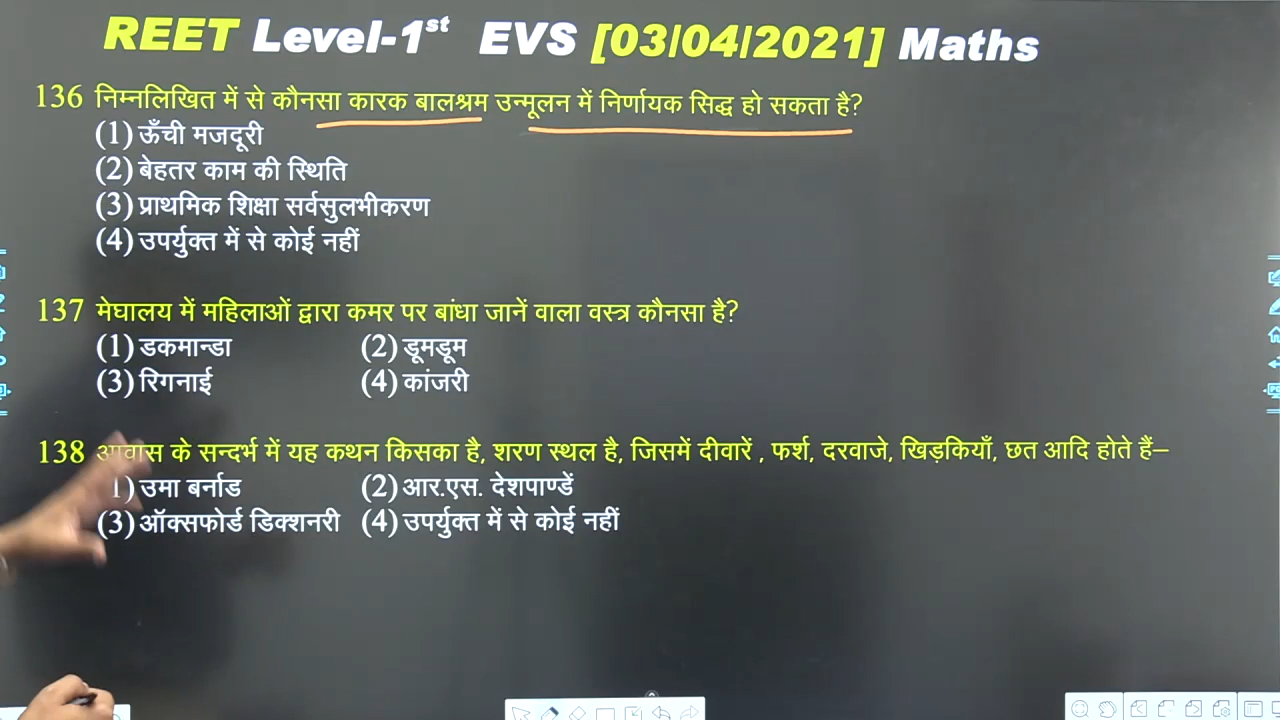 REET Level-1st EVS [03/04/2021] Maths
136 निम्नलिखित में से कौनसा कारक बालश्रम उन्मूलन में निर्णायक सिद्ध हो सकता है?
(1) ऊँची मजदूरी
(2) बेहतर काम की स्थिति
(3) प्राथमिक शिक्षा सर्वसुलभीकरण
(4) उपर्युक्त में से कोई नहीं
137 मेघालय में महिलाओं द्वारा कमर पर बांधा जानें वाला वस्त्र कौनसा है?
(1) डकमान्डा (2) डूमडूम
(3) रिगनाई (4) कांजरी
138 आवास के सन्दर्भ में यह कथन किसका है, शरण स्थल है, जिसमें दीवारें , फर्श, दरवाजे, खिड़कियाँ, छत आदि होते हैं–
1) उमा बर्नाड (2) आर.एस. देशपाण्डें
(3) ऑक्सफोर्ड डिक्शनरी (4) उपर्युक्त में से कोई नहीं